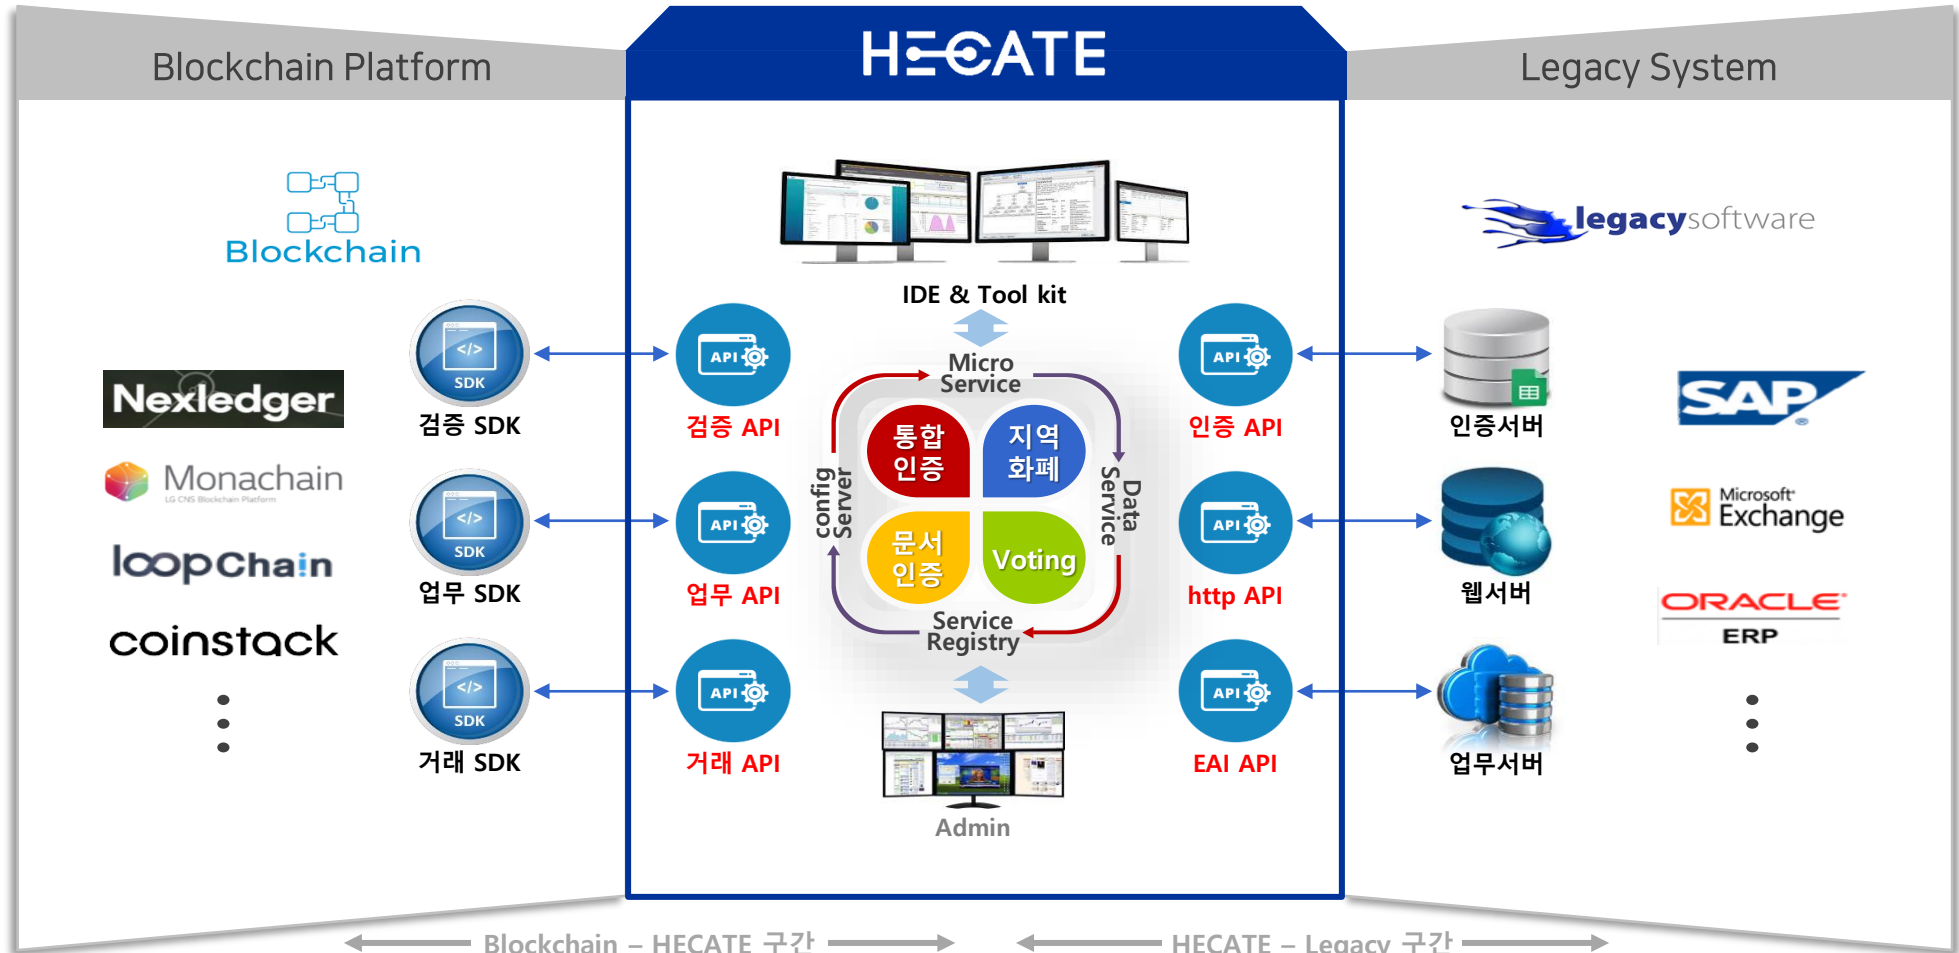 Blockchain Platform
HECATE
Legacy System
Blockchain
legacysoftware
IDE & Tool kit
</>
SDK
검증 SDK
API
검증 API
Micro
Service
API
인증 API
인증서버
Nexledger
Monachain
LG CNS Blockchain Platform
loopchain
coinstack
</>
SDK
업무 SDK
API
업무 API
config
Server
통합
인증
지역
화폐
문서
인증
Voting
Data
Service
Service
Registry
API
http API
웹서버
SAP
Microsoft
Exchange
ORACLE
ERP
</>
SDK
거래 SDK
API
거래 API
Admin
API
EAI API
업무서버
Blockchain – HECATE 구간
HECATE – Legacy 구간